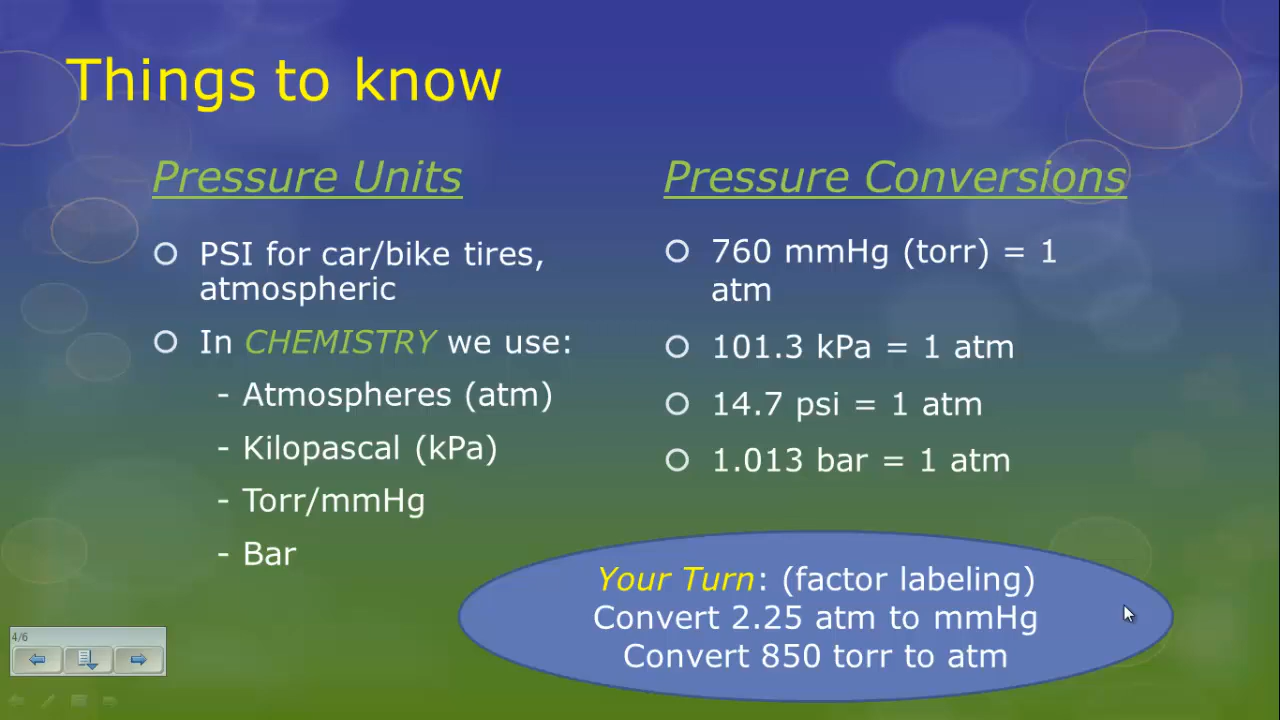 Things to know
Pressure Units
PSI for car/bike tires,
atmospheric
In CHEMISTRY we use:
- Atmospheres (atm)
- Kilopascal (kPa)
- Torr/mmHg
- Bar
Pressure Conversions
760 mmHg (torr) = 1
atm
101.3 kPa = 1 atm
14.7 psi = 1 atm
1.013 bar = 1 atm
Your Turn: (factor labeling)
Convert 2.25 atm to mmHg
Convert 850 torr to atm
4/6